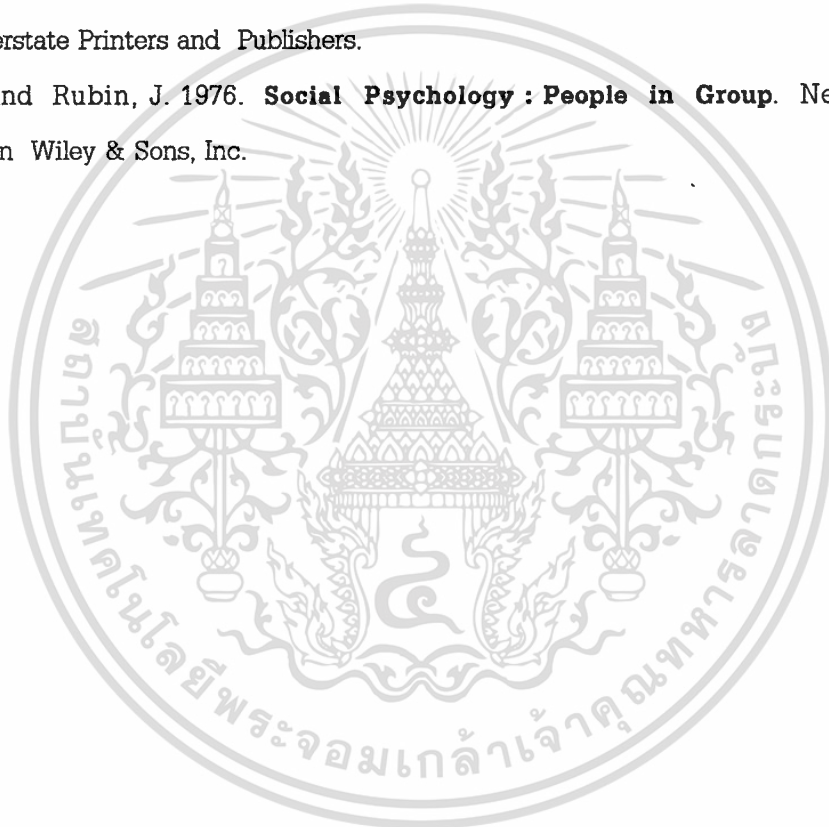 erstate Printers and Publishers.
nd Rubin, J. 1976. Social Psychology : People in Group. Ne
n Wiley & Sons, Inc.
สถาบันเทคโนโลยีพระจอมเกล้าเจ้าคุณทหารลาดกระบัง
๔